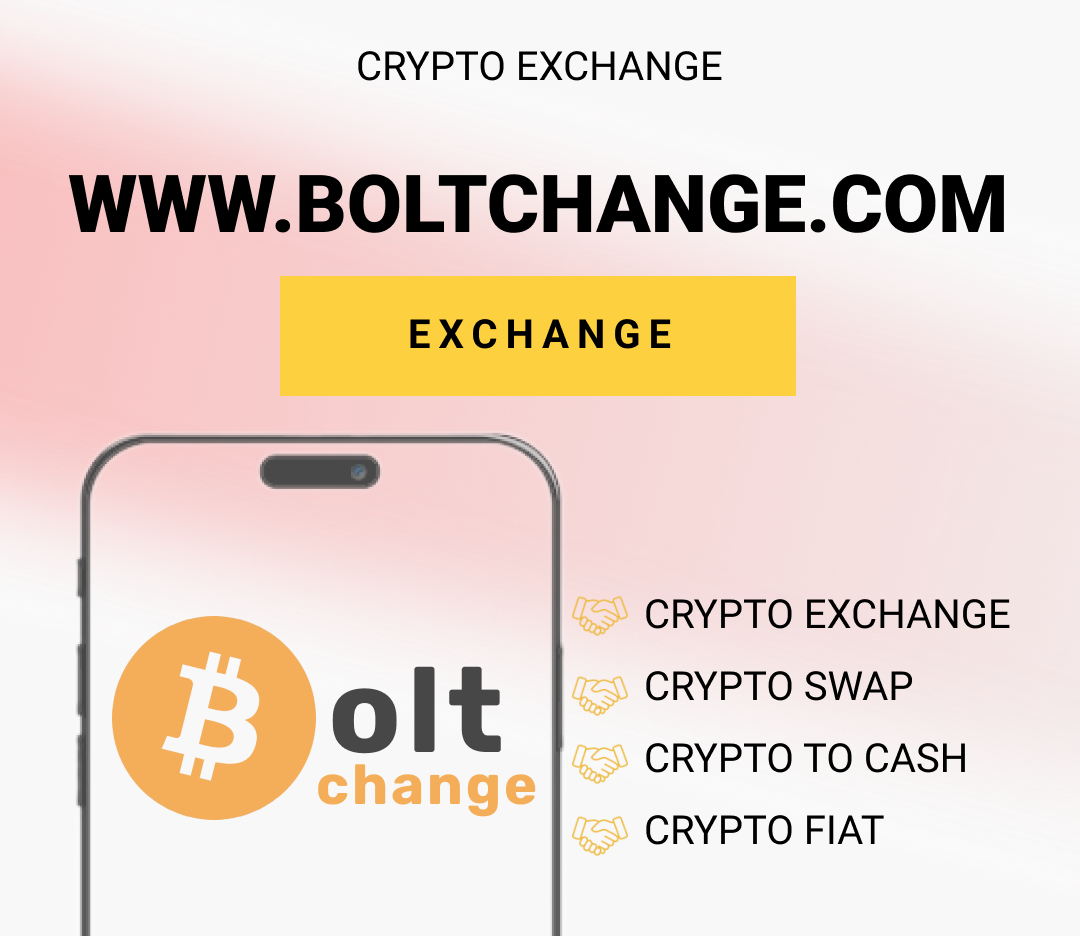 CRYPTO EXCHANGE
WWW.BOLTCHANGE.COM
EXCHANGE
Bolt
change
CRYPTO EXCHANGE
CRYPTO SWAP
CRYPTO TO CASH
CRYPTO FIAT